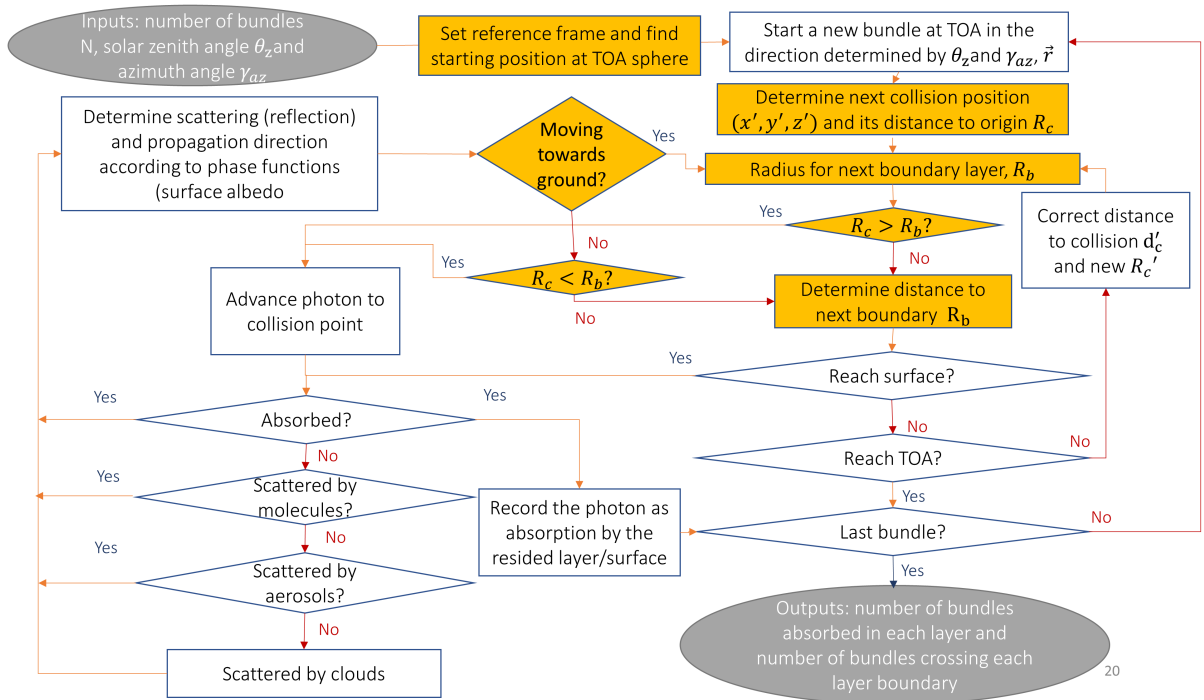 Inputs: number of bundles
N, solar zenith angle θz and
azimuth angle γaz
Set reference frame and find
starting position at TOA sphere
Start a new bundle at TOA in the
direction determined by θz and γaz, r⃗
Determine next collision position
(x′, y′, z′) and its distance to origin Rc
Determine scattering (reflection)
and propagation direction
according to phase functions
(surface albedo
Moving
towards
ground?
Yes
Radius for next boundary layer, Rb
Yes
Rc > Rb?
No
No
Correct distance
to collision d′c
and new Rc′
Yes
Rc < Rb?
No
Determine distance to
next boundary Rb
Advance photon to
collision point
Yes
Reach surface?
No
Yes
Absorbed?
Yes
No
Reach TOA?
No
Yes
Yes
Scattered by
molecules?
No
Record the photon as
absorption by the
resided layer/surface
Last bundle?
No
Yes
Yes
Scattered by
aerosols?
No
Scattered by clouds
Outputs: number of bundles
absorbed in each layer and
number of bundles crossing each
layer boundary
20